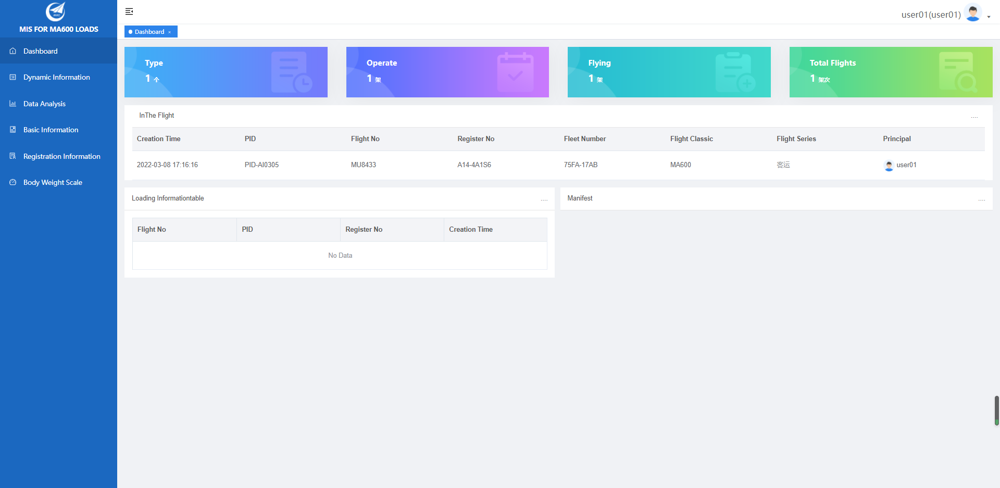 AVIC
MIS FOR MA600 LOADS
Dashboard
Dynamic Information
Data Analysis
Basic Information
Registration Information
Body Weight Scale
user01(user01)
Dashboard ×
Type
1 个
Operate
1 架
Flying
1 架
Total Flights
1 架次
InThe Flight ....
Creation Time PID Flight No Register No Fleet Number Flight Classic Flight Series Principal
2022-03-08 17:16:16 PID-AI0305 MU8433 A14-4A1S6 75FA-17AB MA600 客运 user01
Loading Informationtable ....
Flight No PID Register No Creation Time
No Data
Manifest ....